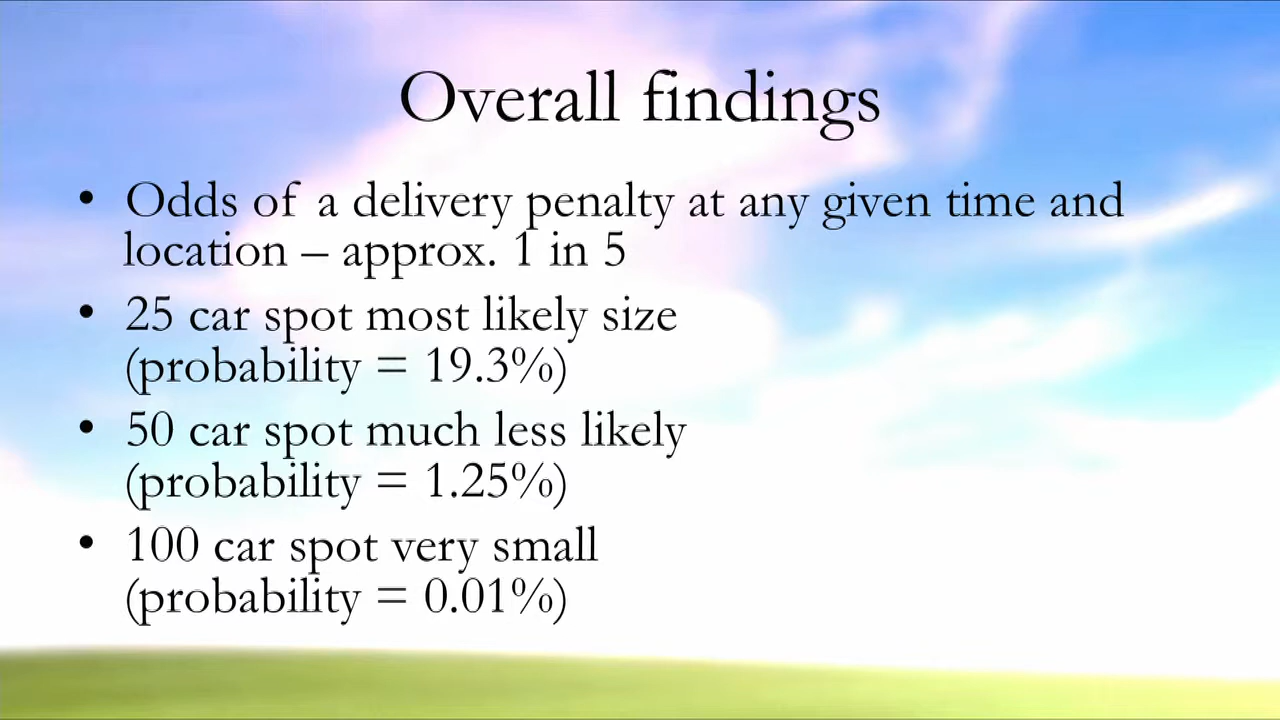 Overall findings
• Odds of a delivery penalty at any given time and
location – approx. 1 in 5
• 25 car spot most likely size
(probability = 19.3%)
• 50 car spot much less likely
(probability = 1.25%)
• 100 car spot very small
(probability = 0.01%)